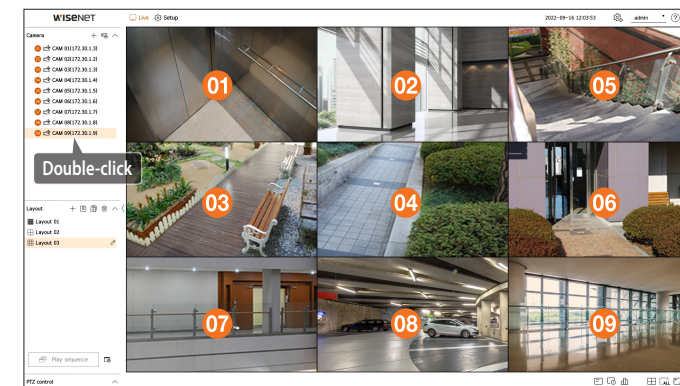 WISENET
Live
Setup
2022-09-16 12:03:53
admin
Camera
CAM 01(172.30.1.3)
CAM 02(172.30.1.2)
CAM 03(172.30.1.3)
CAM 04(172.30.1.4)
CAM 05(172.30.1.5)
CAM 06(172.30.1.6)
CAM 07(172.30.1.7)
CAM 08(172.30.1.8)
CAM 09(172.30.1.9)
Double-click
01
02
05
03
04
06
07
08
09
Layout
Layout 01
Layout 02
Layout 03
Play sequence
PTZ control
ALL